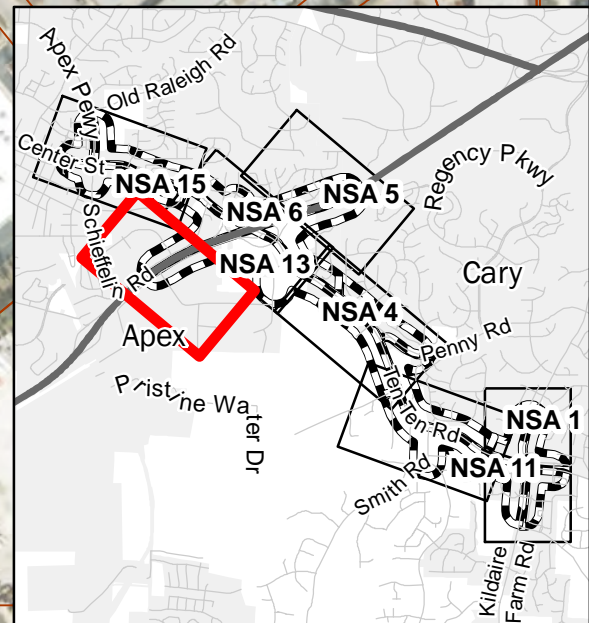 Old Raleigh Rd
Apex Pkwy
Center St
NSA 15
NSA 5
Regency Pkwy
NSA 6
Schieffelin Rd
NSA 13
Cary
NSA 4
Apex
Penny Rd
Pristine Water Dr
Ten Ten Rd
NSA 1
NSA 11
Smith Rd
Kildaire
Farm Rd